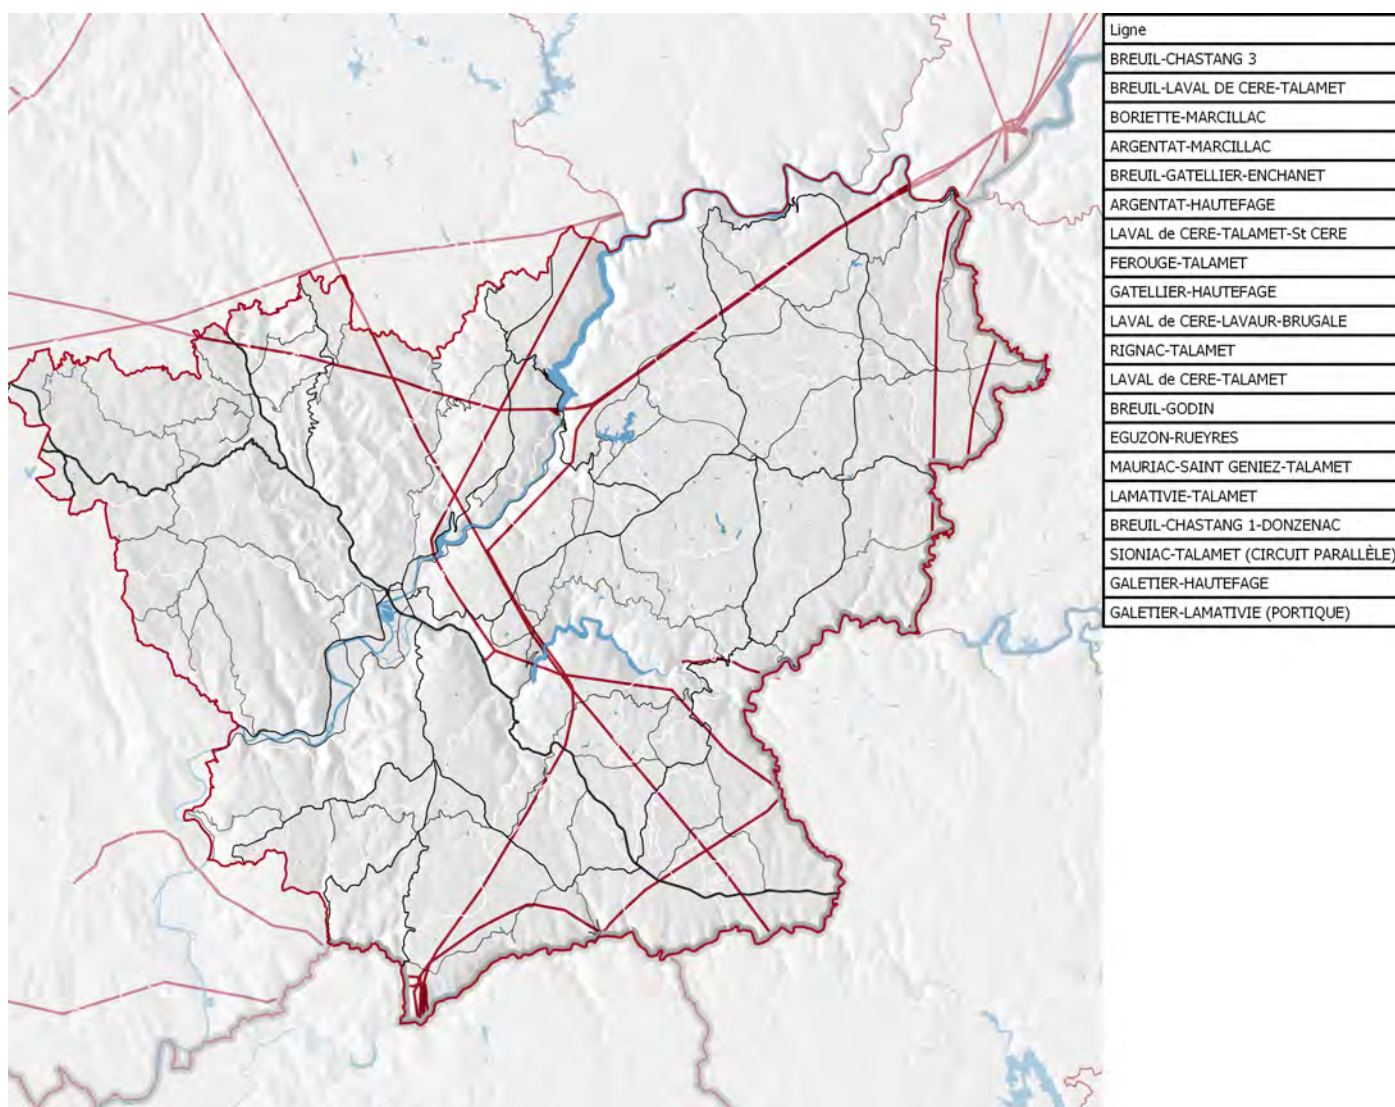 Ligne
BREUIL-CHASTANG 3
BREUIL-LAVAL DE CERE-TALAMET
BORIETTE-MARCILLAC
ARGENTAT-MARCILLAC
BREUIL-GATELLIER-ENCHANET
ARGENTAT-HAUTEFAGE
LAVAL de CERE-TALAMET-St CERE
FEROUGE-TALAMET
GATELLIER-HAUTEFAGE
LAVAL de CERE-LAVAUR-BRUGALE
RIGNAC-TALAMET
LAVAL de CERE-TALAMET
BREUIL-GODIN
EGUZON-RUEYRES
MAURIAC-SAINT GENIEZ-TALAMET
LAMATIVIE-TALAMET
BREUIL-CHASTANG 1-DONZENAC
SIONIAC-TALAMET (CIRCUIT PARALLÈLE)
GALETIER-HAUTEFAGE
GALETIER-LAMATIVIE (PORTIQUE)